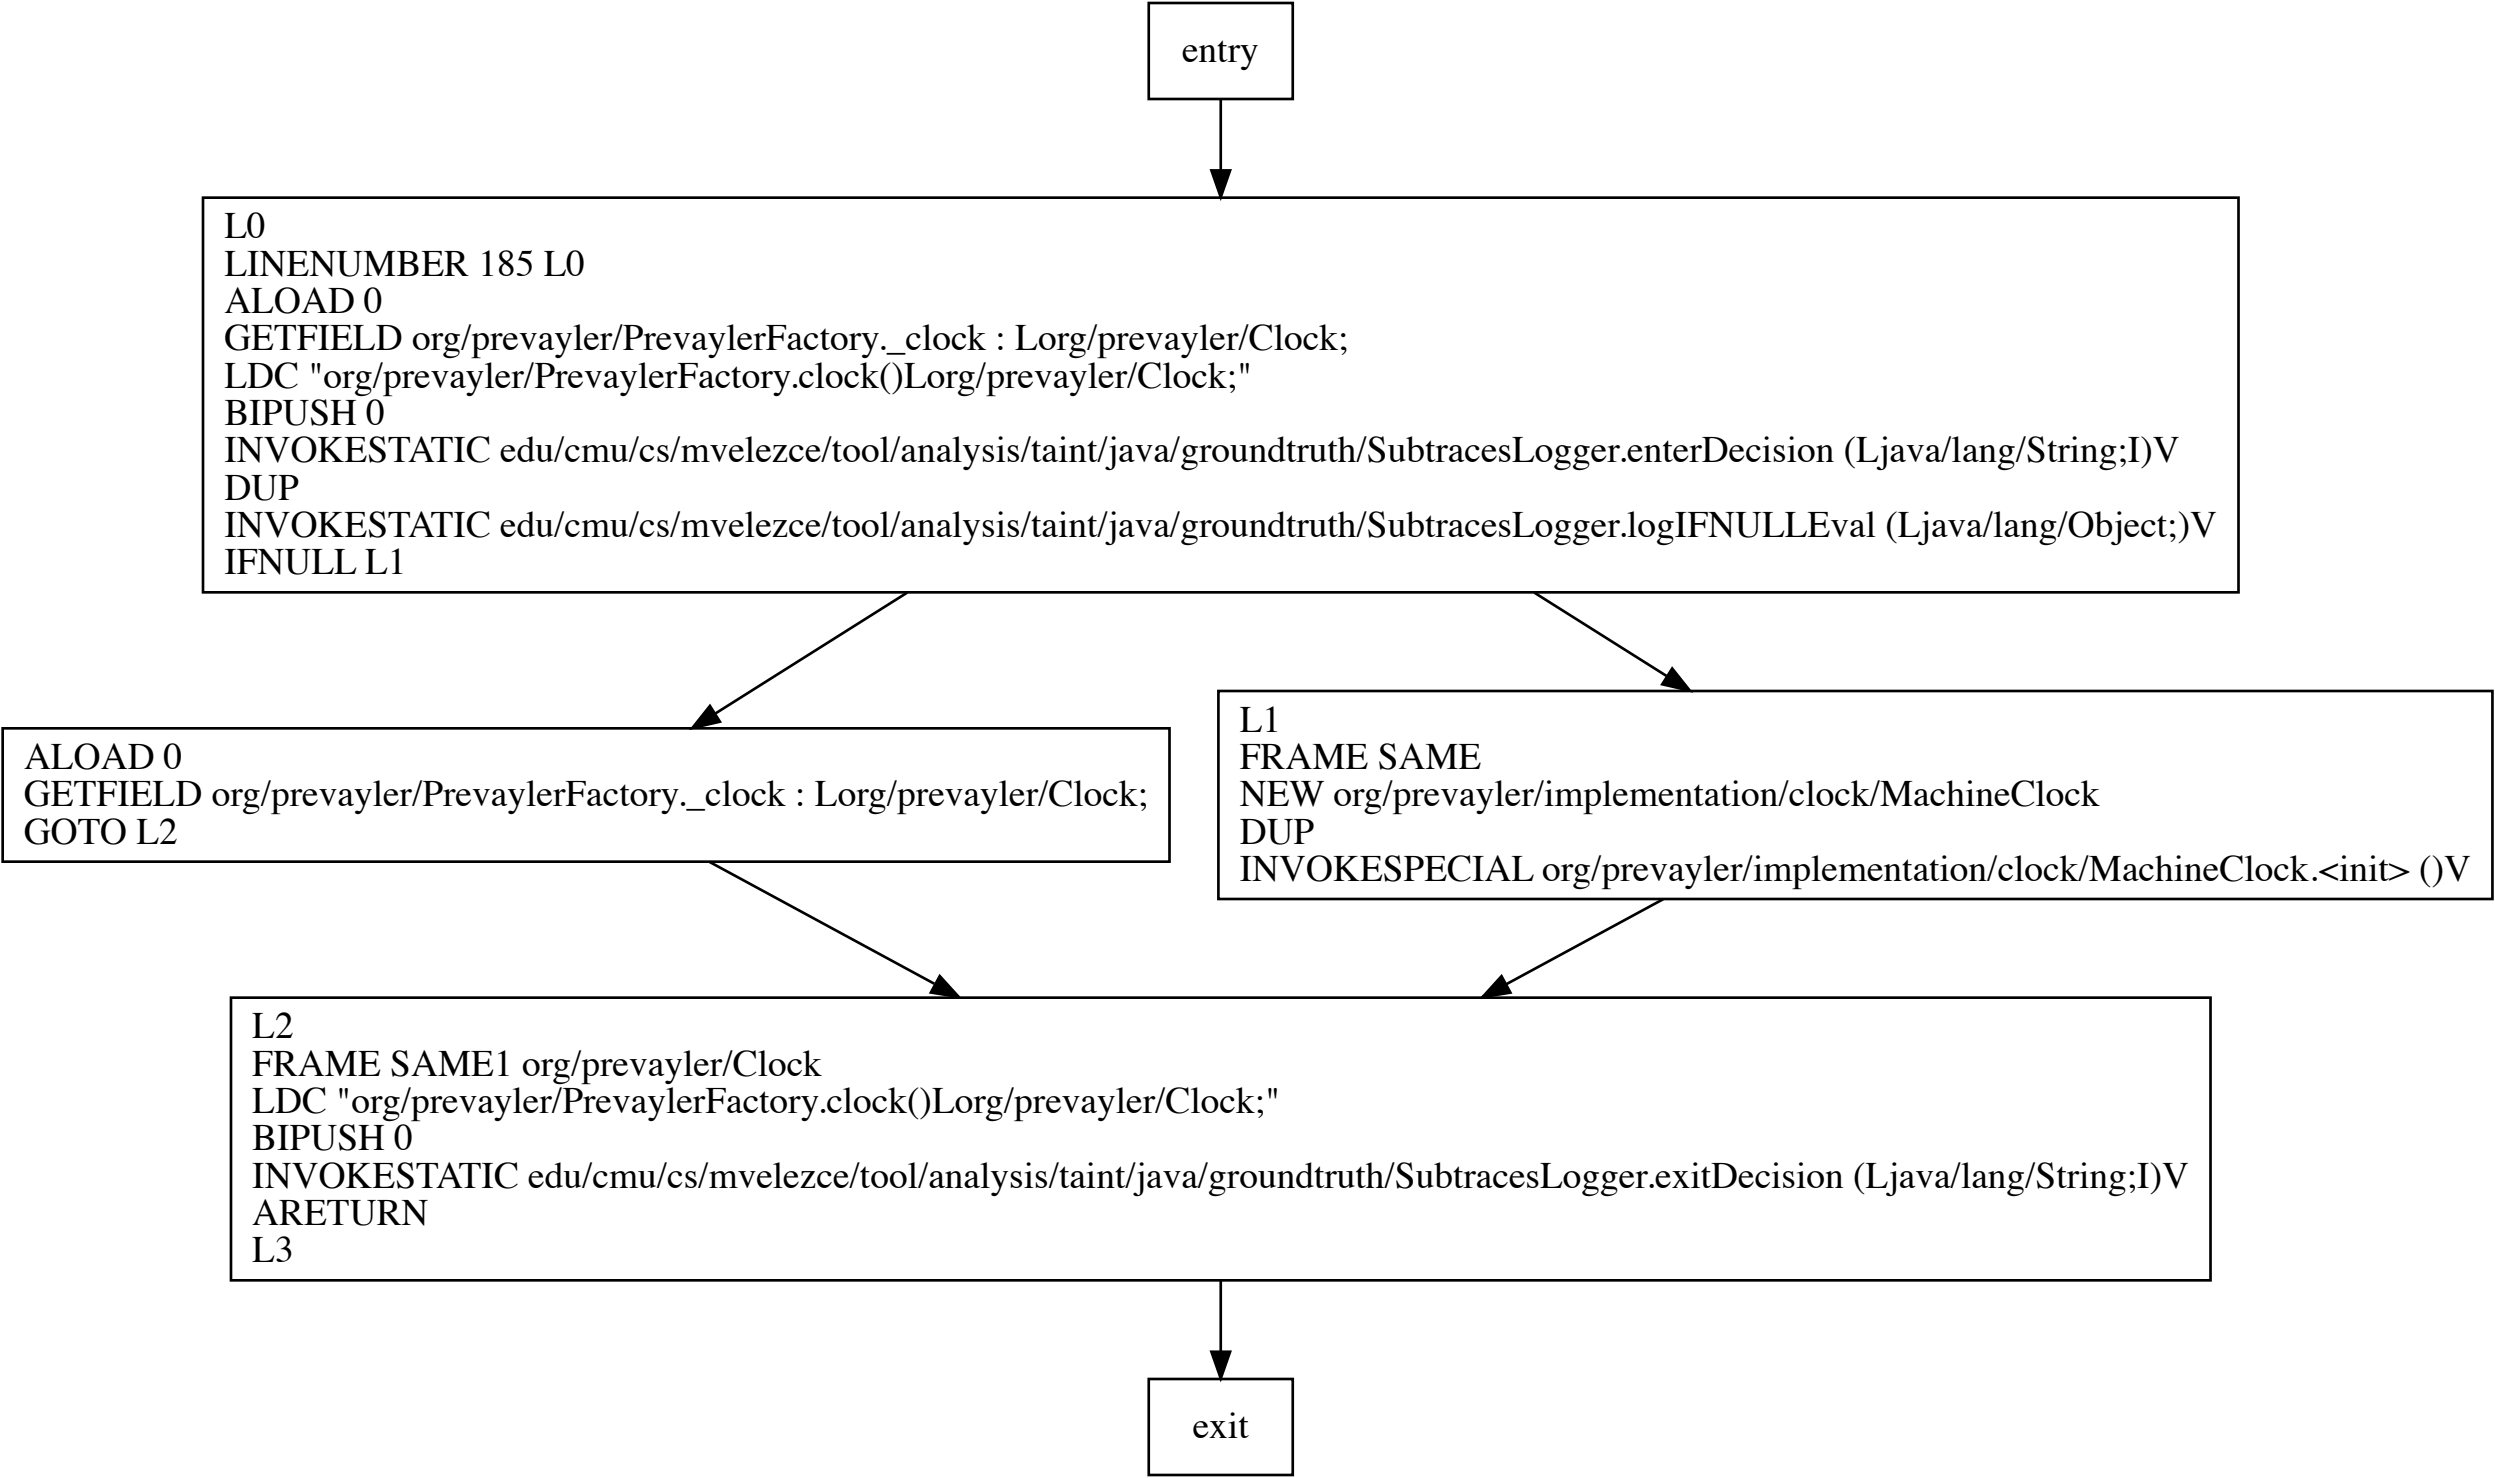 entry
L0
LINENUMBER 185 L0
ALOAD 0
GETFIELD org/prevayler/PrevaylerFactory._clock : Lorg/prevayler/Clock;
LDC "org/prevayler/PrevaylerFactory.clock()Lorg/prevayler/Clock;"
BIPUSH 0
INVOKESTATIC edu/cmu/cs/mvelezce/tool/analysis/taint/java/groundtruth/SubtracesLogger.enterDecision (Ljava/lang/String;I)V
DUP
INVOKESTATIC edu/cmu/cs/mvelezce/tool/analysis/taint/java/groundtruth/SubtracesLogger.logIFNULLEval (Ljava/lang/Object;)V
IFNULL L1
ALOAD 0
GETFIELD org/prevayler/PrevaylerFactory._clock : Lorg/prevayler/Clock;
GOTO L2
L1
FRAME SAME
NEW org/prevayler/implementation/clock/MachineClock
DUP
INVOKESPECIAL org/prevayler/implementation/clock/MachineClock.<init> ()V
L2
FRAME SAME1 org/prevayler/Clock
LDC "org/prevayler/PrevaylerFactory.clock()Lorg/prevayler/Clock;"
BIPUSH 0
INVOKESTATIC edu/cmu/cs/mvelezce/tool/analysis/taint/java/groundtruth/SubtracesLogger.exitDecision (Ljava/lang/String;I)V
ARETURN
L3
exit